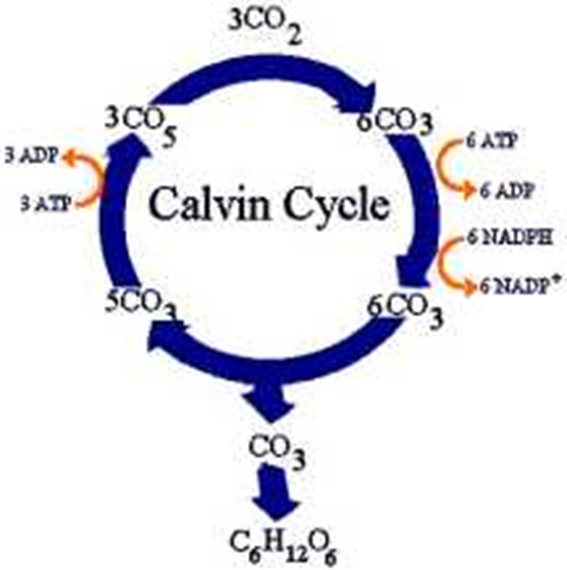 3CO2
3CO5
6CO3
3 ADP
6 ATP
3 ATP
6 ADP
Calvin Cycle
6 NADPH
6 NADP+
5CO3
6CO3
CO3
C6H12O6